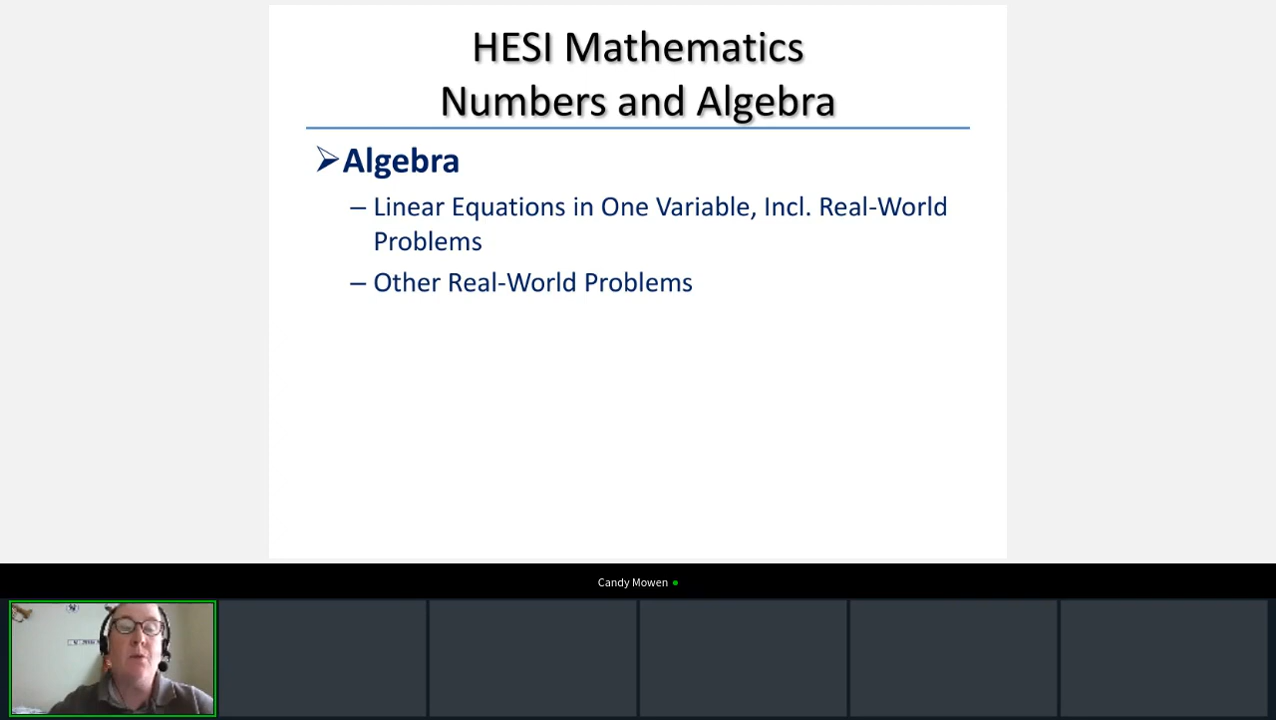 HESI Mathematics
Numbers and Algebra
Algebra
– Linear Equations in One Variable, Incl. Real-World
Problems
– Other Real-World Problems
Candy Mowen